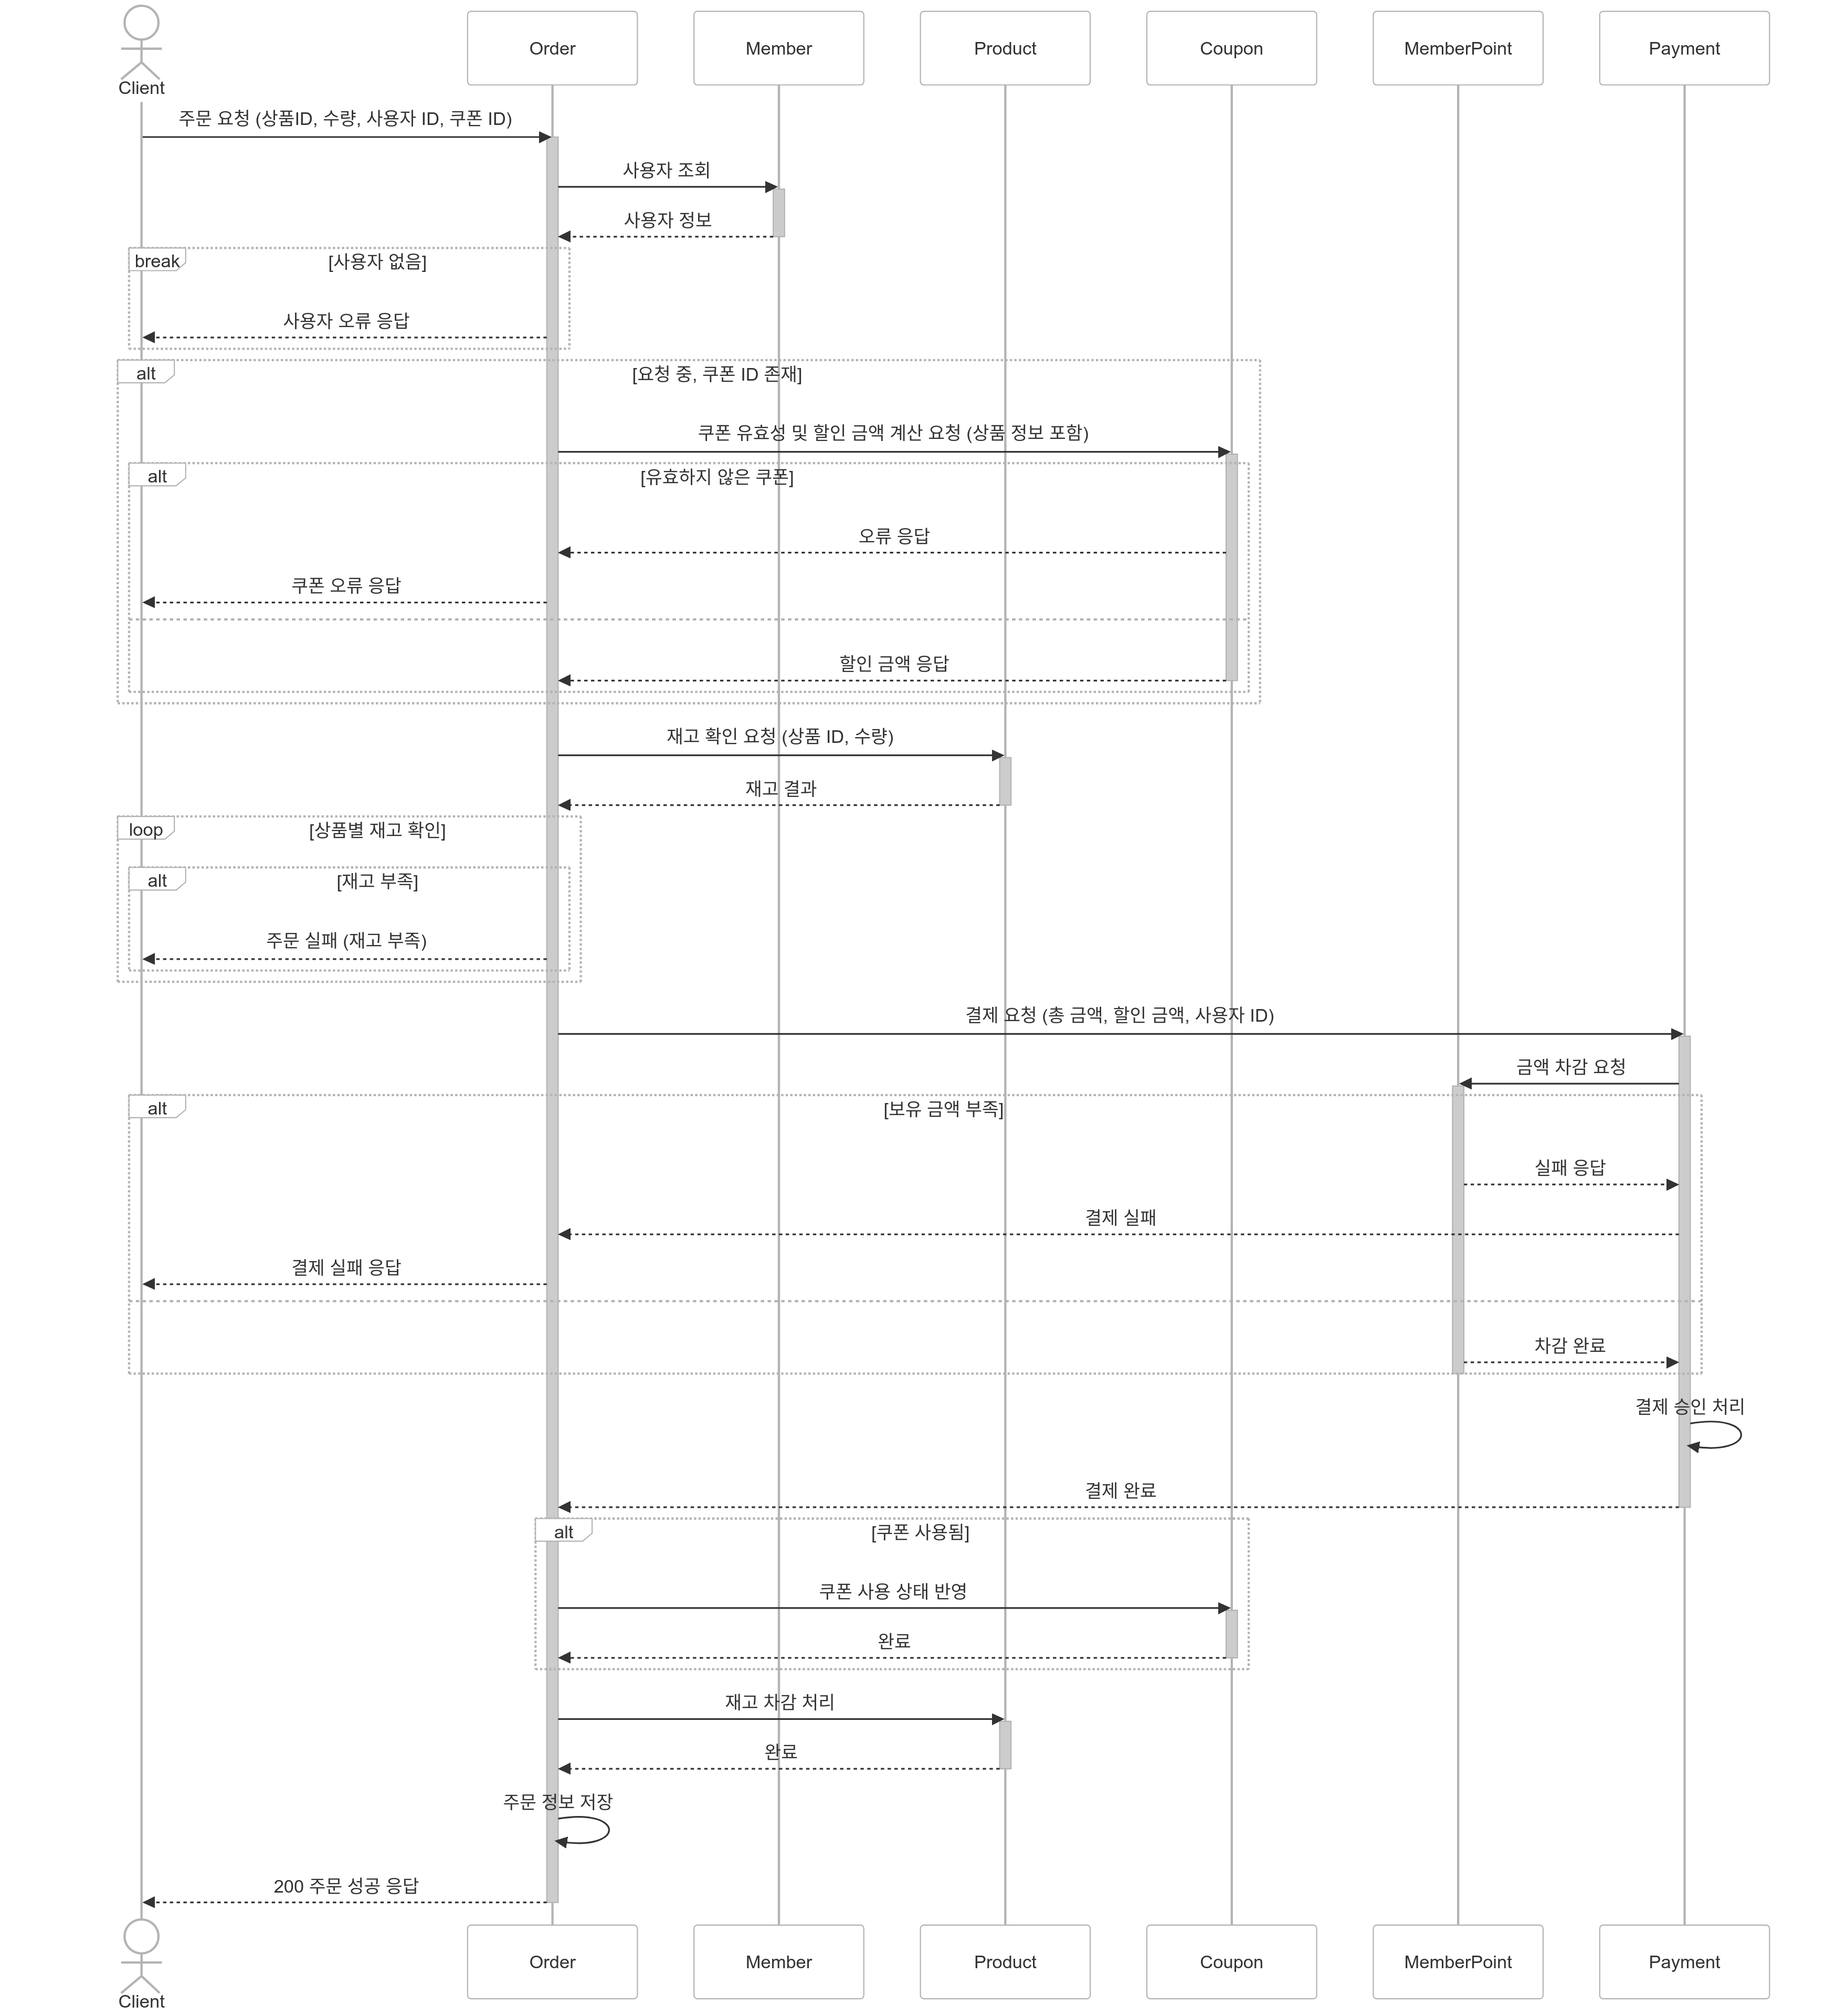 Client
Order
Member
Product
Coupon
MemberPoint
Payment
주문 요청 (상품ID, 수량, 사용자 ID, 쿠폰 ID)
사용자 조회
사용자 정보
break
[사용자 없음]
사용자 오류 응답
alt
[요청 중, 쿠폰 ID 존재]
쿠폰 유효성 및 할인 금액 계산 요청 (상품 정보 포함)
alt
[유효하지 않은 쿠폰]
오류 응답
쿠폰 오류 응답
할인 금액 응답
재고 확인 요청 (상품 ID, 수량)
재고 결과
loop
[상품별 재고 확인]
alt
[재고 부족]
주문 실패 (재고 부족)
결제 요청 (총 금액, 할인 금액, 사용자 ID)
금액 차감 요청
alt
[보유 금액 부족]
실패 응답
결제 실패
결제 실패 응답
차감 완료
결제 승인 처리
결제 완료
alt
[쿠폰 사용됨]
쿠폰 사용 상태 반영
완료
재고 차감 처리
완료
주문 정보 저장
200 주문 성공 응답
Client
Order
Member
Product
Coupon
MemberPoint
Payment